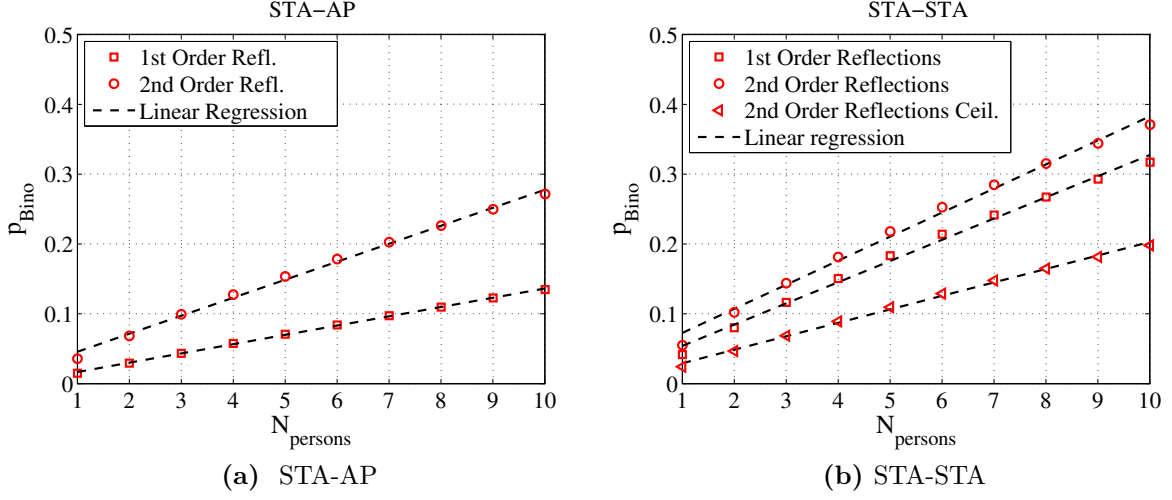 STA−AP
0.5
0.4
0.3
0.2
0.1
0
p_Bino
1st Order Refl.
2nd Order Refl.
Linear Regression
1 2 3 4 5 6 7 8 9 10
N_persons
(a) STA-AP
STA−STA
0.5
0.4
0.3
0.2
0.1
0
p_Bino
1st Order Reflections
2nd Order Reflections
2nd Order Reflections Ceil.
Linear regression
1 2 3 4 5 6 7 8 9 10
N_persons
(b) STA-STA